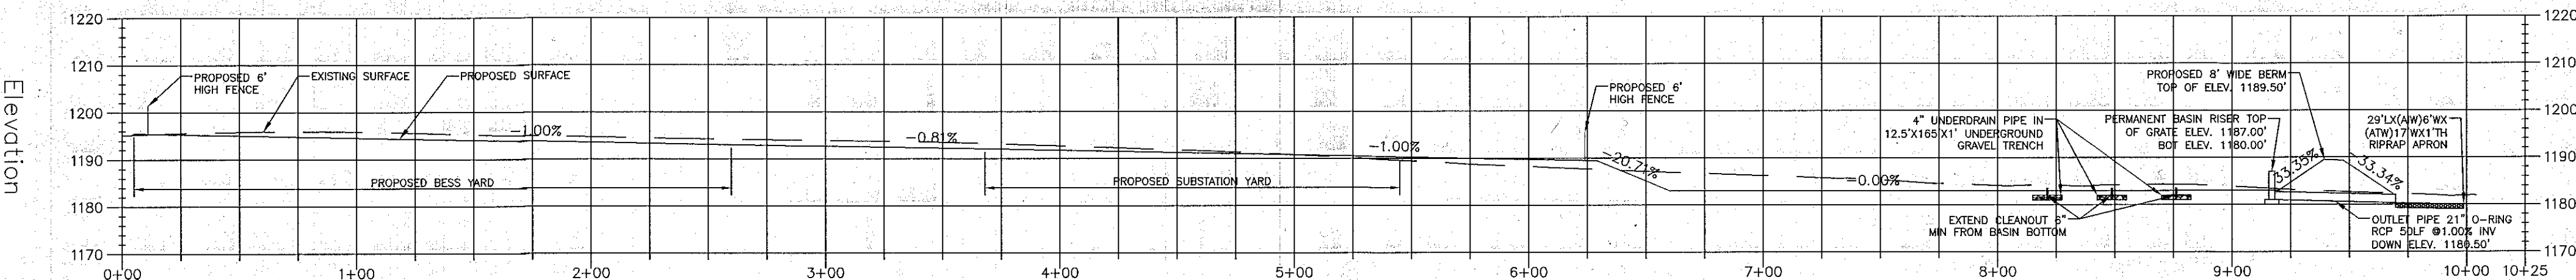 1220
1210
1200
1190
1180
1170
Elevation
PROPOSED 6'
HIGH FENCE
EXISTING SURFACE
PROPOSED SURFACE
-1.00%
-0.81%
-1.00%
PROPOSED BESS YARD
PROPOSED SUBSTATION YARD
PROPOSED 6'
HIGH FENCE
-20.71%
-0.00%
4" UNDERDRAIN PIPE IN
12.5'X165'X1' UNDERGROUND
GRAVEL TRENCH
EXTEND CLEANOUT 6"
MIN FROM BASIN BOTTOM
PROPOSED 8' WIDE BERM
TOP OF ELEV. 1189.50'
PERMANENT BASIN RISER TOP
OF GRATE ELEV. 1187.00'
BOT ELEV. 1180.00'
33.35%
-33.34%
29'LX(AW)6'WX
(ATW)17'WX1'TH
RIPRAP APRON
OUTLET PIPE 21" O-RING
RCP 50LF @1.00% INV
DOWN ELEV. 1180.50'
1220
1210
1200
1190
1180
1170
0+00 1+00 2+00 3+00 4+00 5+00 6+00 7+00 8+00 9+00 10+00 10+25